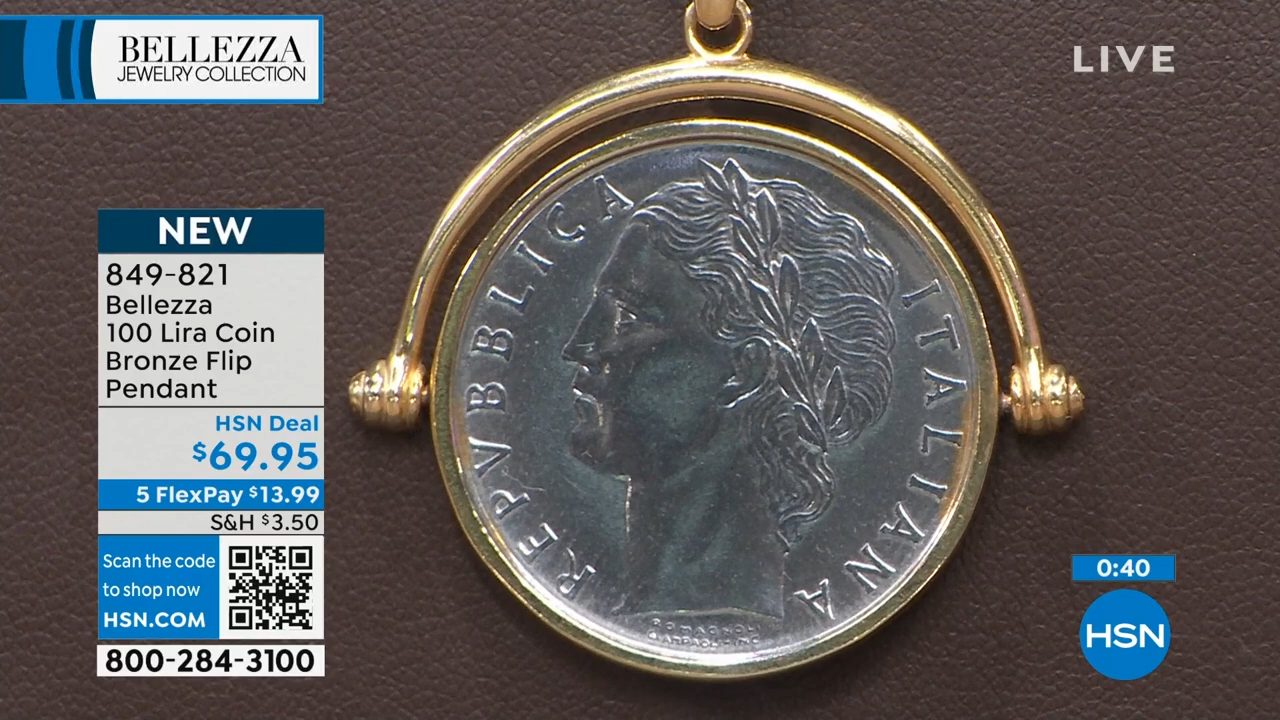 BELLEZZA
JEWELRY COLLECTION
LIVE
NEW
849-821
Bellezza
100 Lira Coin
Bronze Flip
Pendant
HSN Deal
$69.95
5 FlexPay $13.99
S&H $3.50
Scan the code
to shop now
HSN.COM
800-284-3100
REPVBBLICA ITALIANA
ROMAGNOLI
0:40
HSN